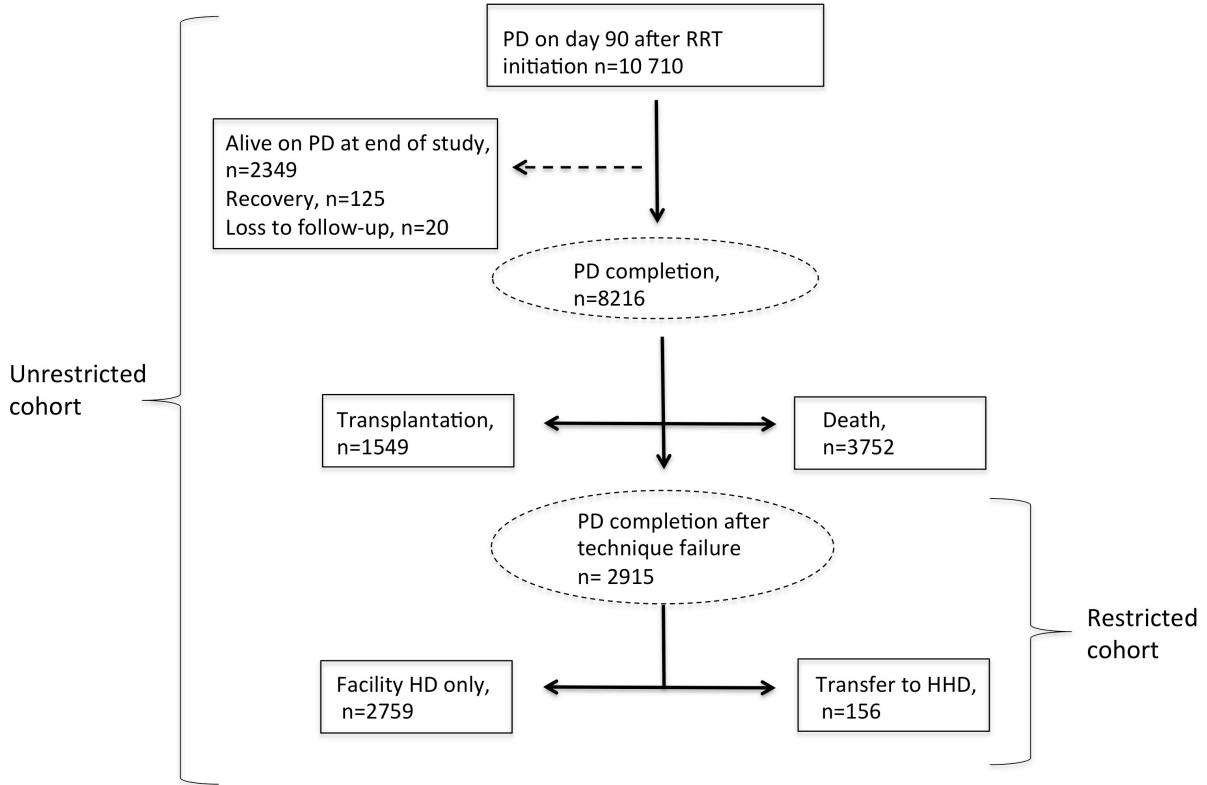 PD on day 90 after RRT
initiation n=10 710
Alive on PD at end of study,
n=2349
Recovery, n=125
Loss to follow-up, n=20
PD completion,
n=8216
Unrestricted
cohort
Transplantation,
n=1549
Death,
n=3752
PD completion after
technique failure
n= 2915
Restricted
cohort
Facility HD only,
n=2759
Transfer to HHD,
n=156